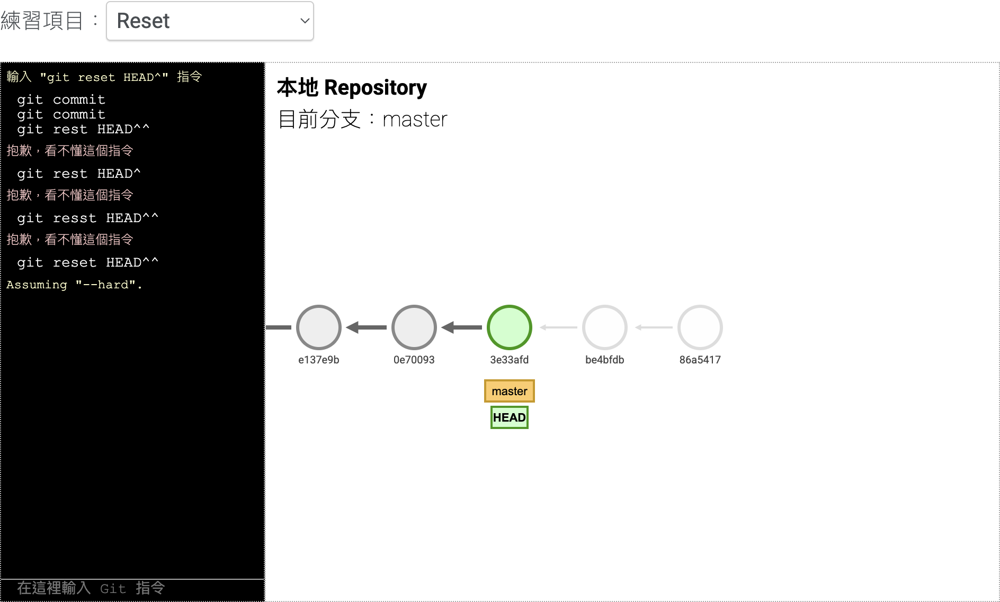 練習項目：
Reset
輸入 "git reset HEAD^" 指令
git commit
git commit
git rest HEAD^^
抱歉，看不懂這個指令
git rest HEAD^
抱歉，看不懂這個指令
git resst HEAD^^
抱歉，看不懂這個指令
git reset HEAD^^
Assuming "--hard".
在這裡輸入 Git 指令
本地 Repository
目前分支：master
e137e9b
0e70093
3e33afd
be4bfdb
86a5417
master
HEAD